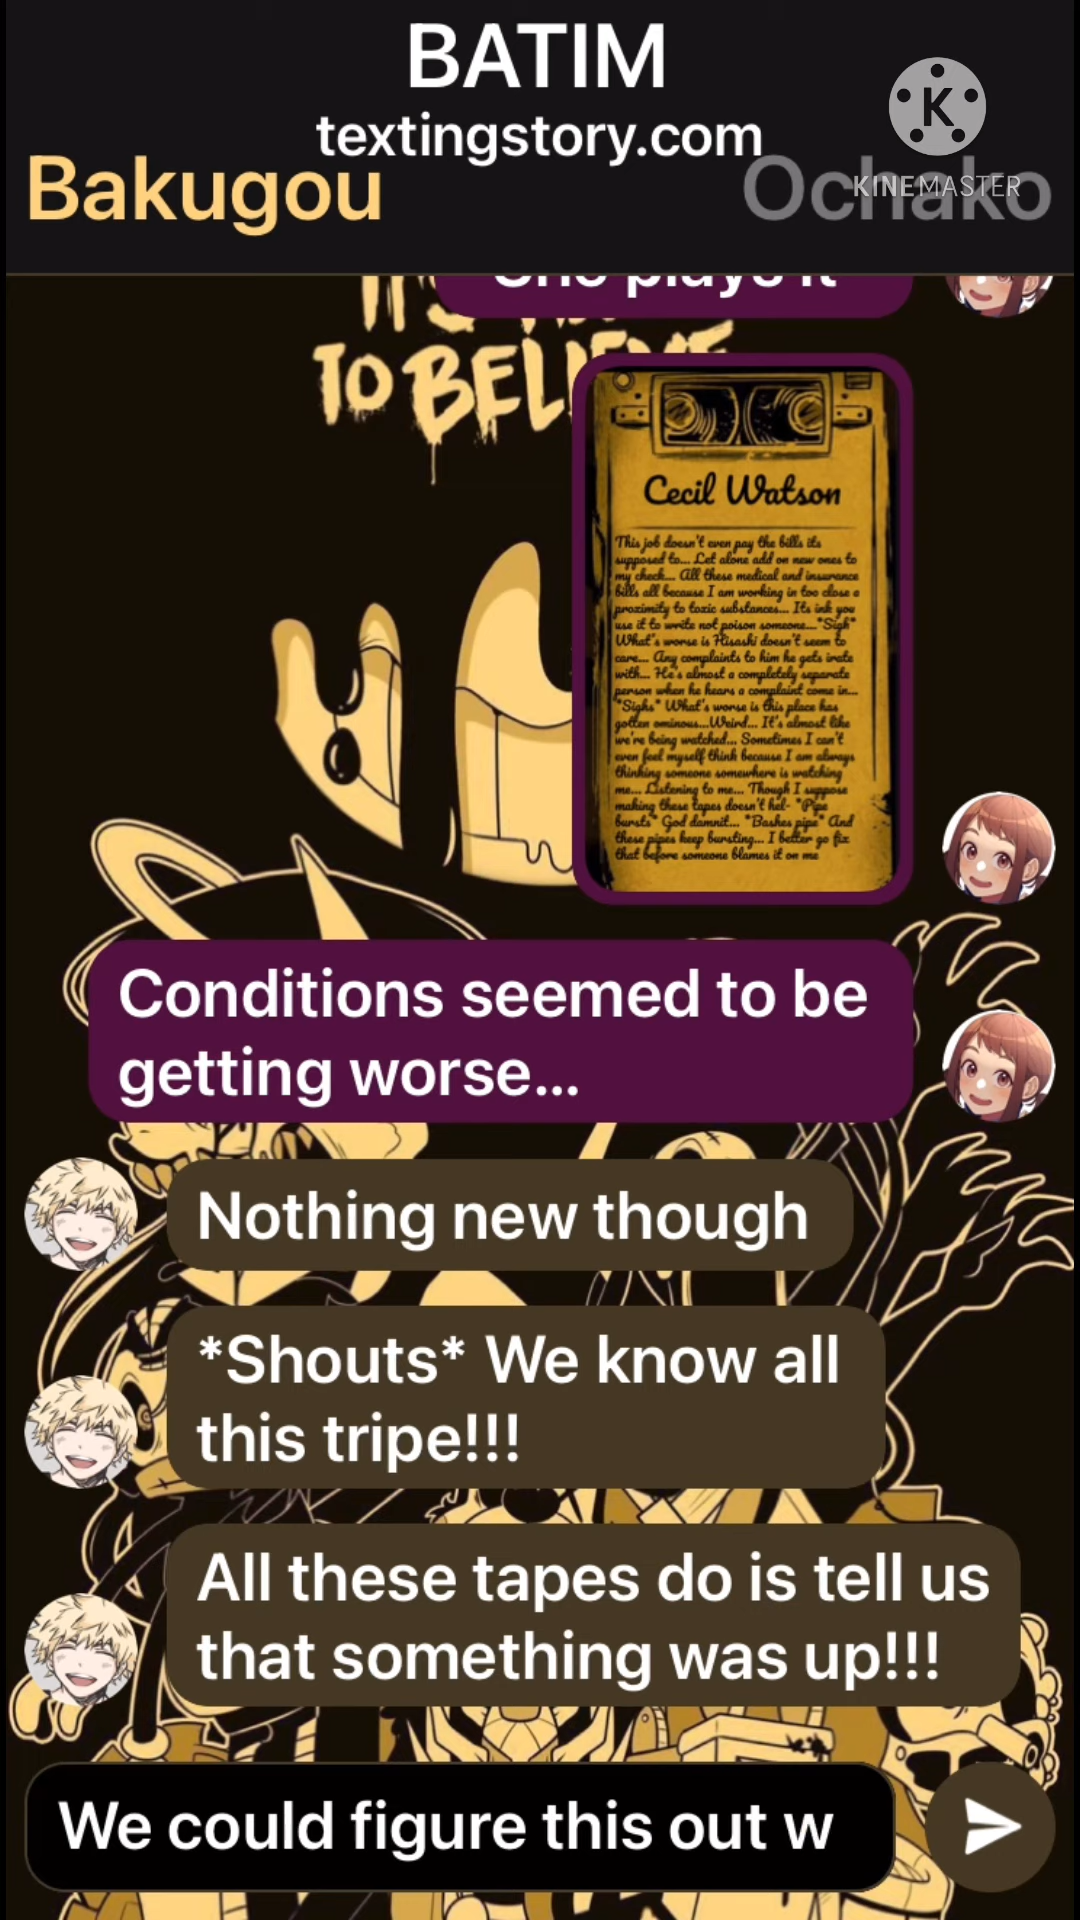 BATIM
textingstory.com
K
KINEMASTER
Bakugou
Ochako
She plays it
TO BELIEVE
Cecil Watson
This job doesn't even pay the bills its
supposed to... Let alone add on new ones to
my check... All these medical and insurance
bills all because I am working in too close a
proximity to toxic substances... Its ink you
use it to write not poison someone...*Sigh*
What's worse is Hisashi doesn't seem to
care... Any complaints to him he gets irate
with... He's almost a completely separate
person when he hears a complaint come in...
*Sighs* What's worse is this place has
gotten ominous...Weird... It's almost like
we're being watched... Sometimes I can't
even feel myself think because I am always
thinking someone somewhere is watching
me... Listening to me... Though I suppose
making these tapes doesn't hel- *Pipe
bursts* God damnit... *Bashes pipe* And
these pipes keep bursting... I better go fix
that before someone blames it on me
Conditions seemed to be
getting worse...
Nothing new though
*Shouts* We know all
this tripe!!!
All these tapes do is tell us
that something was up!!!
We could figure this out w